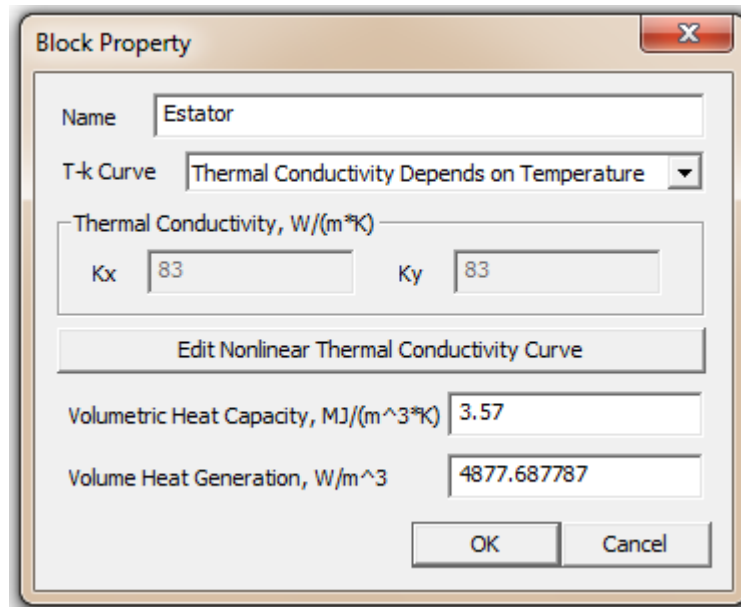 Block Property
Name Estator
T-k Curve Thermal Conductivity Depends on Temperature
Thermal Conductivity, W/(m*K)
Kx 83 Ky 83
Edit Nonlinear Thermal Conductivity Curve
Volumetric Heat Capacity, MJ/(m^3*K) 3.57
Volume Heat Generation, W/m^3 4877.687787
OK Cancel